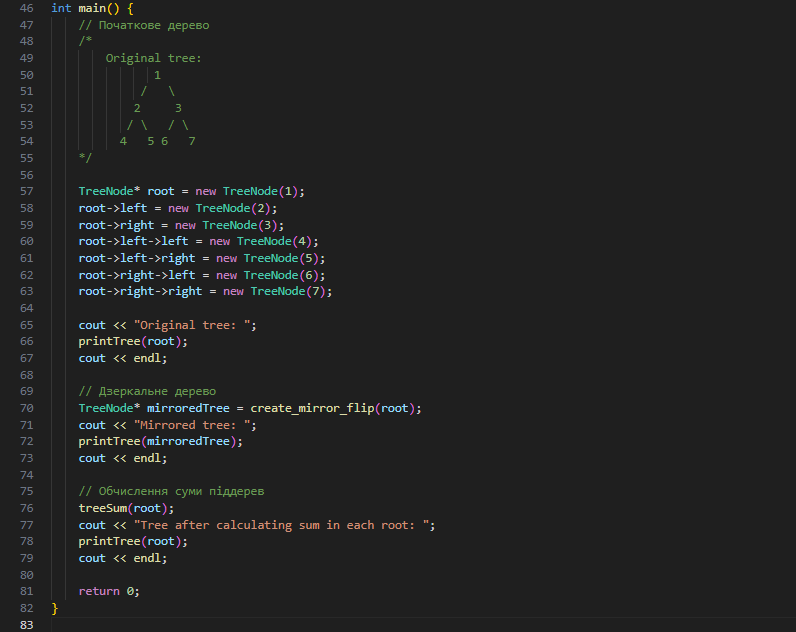 46 int main() {
47     // Початкове дерево
48     /*
49         Original tree:
50                1
51              /   \
52             2     3
53            / \   / \
54           4   5 6   7
55     */
56
57     TreeNode* root = new TreeNode(1);
58     root->left = new TreeNode(2);
59     root->right = new TreeNode(3);
60     root->left->left = new TreeNode(4);
61     root->left->right = new TreeNode(5);
62     root->right->left = new TreeNode(6);
63     root->right->right = new TreeNode(7);
64
65     cout << "Original tree: ";
66     printTree(root);
67     cout << endl;
68
69     // Дзеркальне дерево
70     TreeNode* mirroredTree = create_mirror_flip(root);
71     cout << "Mirrored tree: ";
72     printTree(mirroredTree);
73     cout << endl;
74
75     // Обчислення суми піддерев
76     treeSum(root);
77     cout << "Tree after calculating sum in each root: ";
78     printTree(root);
79     cout << endl;
80
81     return 0;
82 }
83